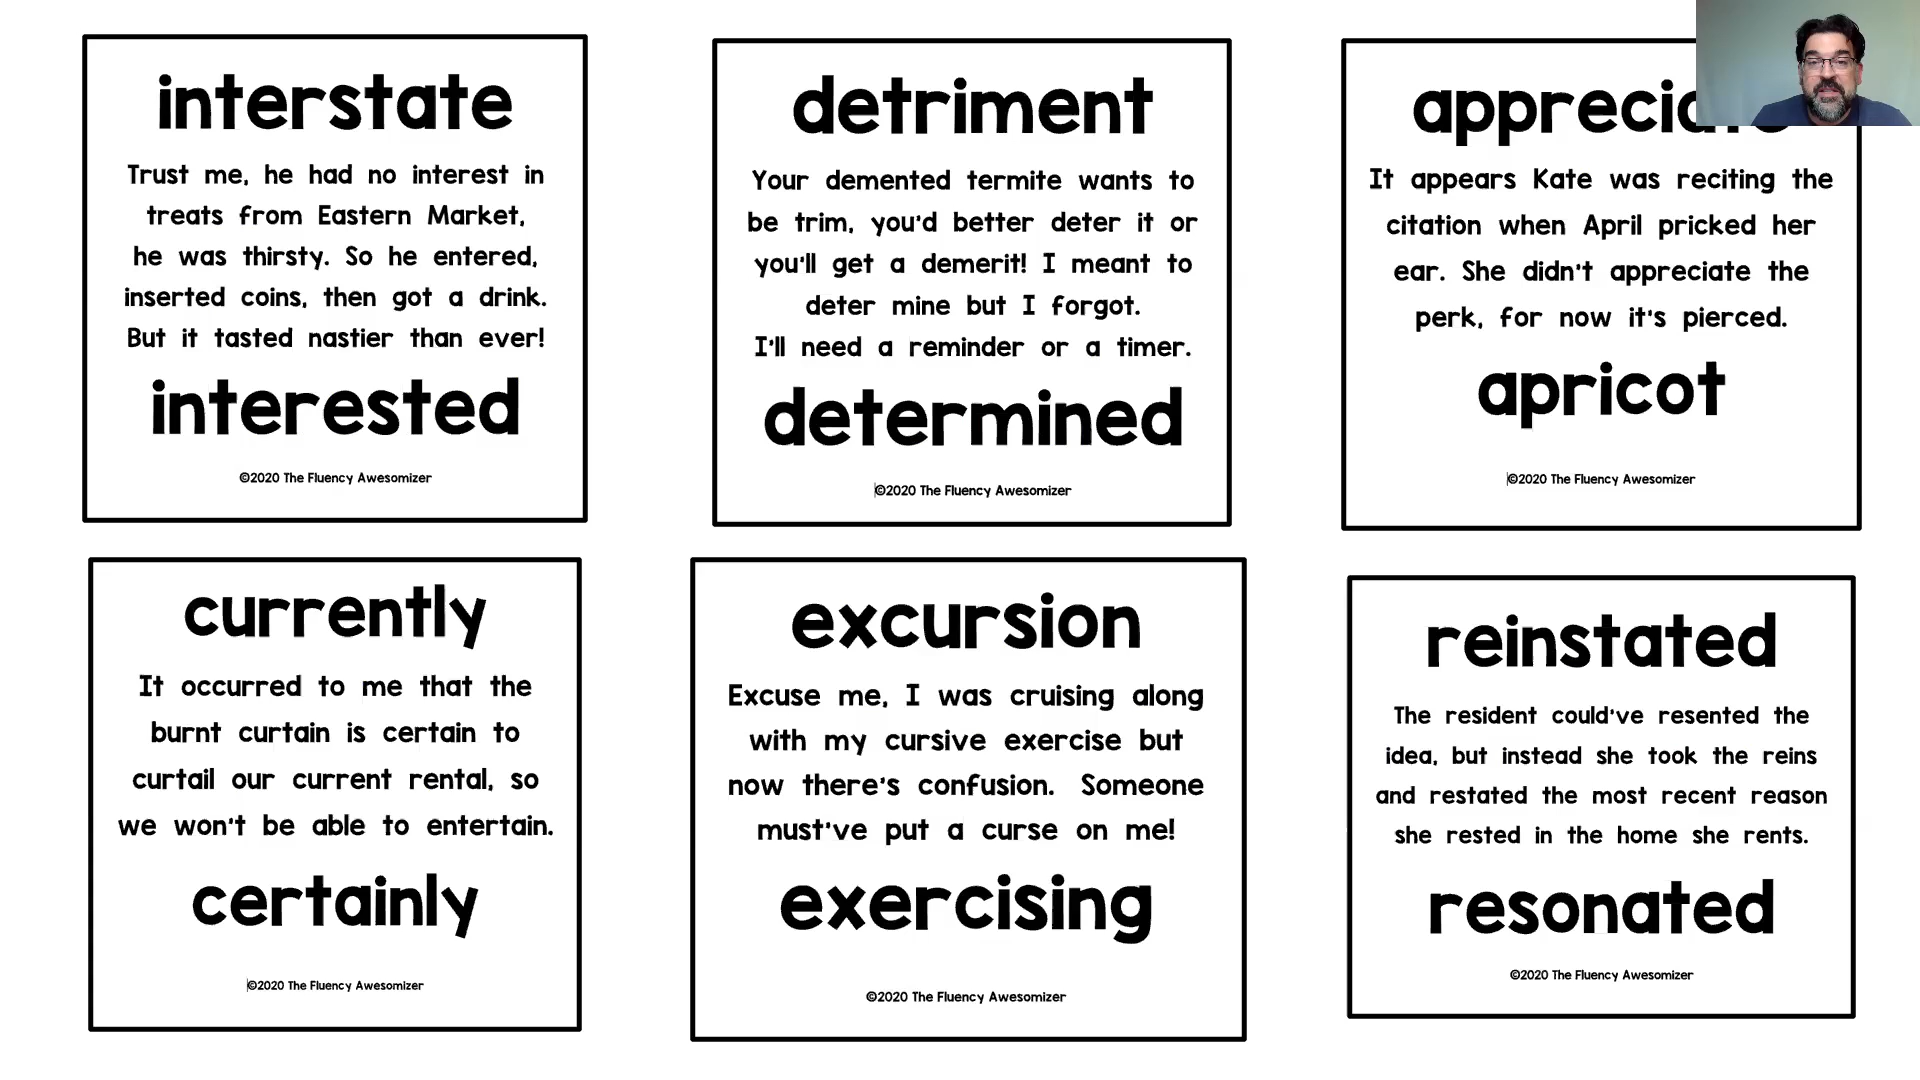 interstate
Trust me, he had no interest in
treats from Eastern Market,
he was thirsty. So he entered,
inserted coins, then got a drink.
But it tasted nastier than ever!
interested
©2020 The Fluency Awesomizer
detriment
Your demented termite wants to
be trim, you'd better deter it or
you'll get a demerit! I meant to
deter mine but I forgot.
I'll need a reminder or a timer.
determined
©2020 The Fluency Awesomizer
It appears Kate was reciting the
citation when April pricked her
ear. She didn't appreciate the
perk, for now it's pierced.
apricot
©2020 The Fluency Awesomizer
currently
It occurred to me that the
burnt curtain is certain to
curtail our current rental, so
we won't be able to entertain.
certainly
©2020 The Fluency Awesomizer
excursion
Excuse me, I was cruising along
with my cursive exercise but
now there's confusion. Someone
must've put a curse on me!
exercising
©2020 The Fluency Awesomizer
reinstated
The resident could've resented the
idea, but instead she took the reins
and restated the most recent reason
she rested in the home she rents.
resonated
©2020 The Fluency Awesomizer